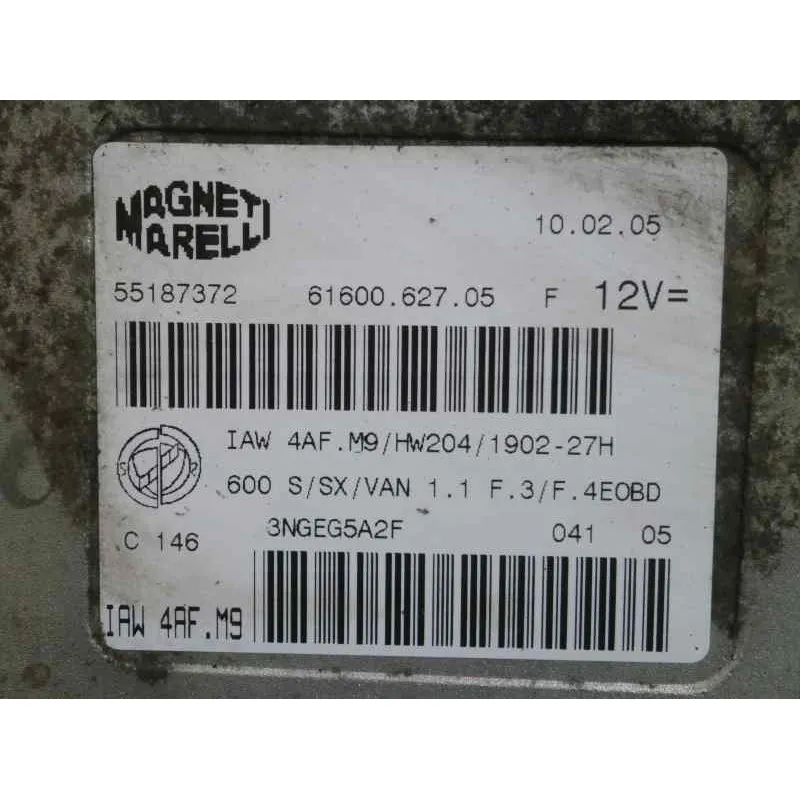 MAGNETI
MARELLI
10.02.05
55187372 61600.627.05 F 12V=
IAW 4AF.M9/HW204/1902-27H
600 S/SX/VAN 1.1 F.3/F.4EOBD
C 146 3NGEG5A2F 041 05
IAW 4AF.M9